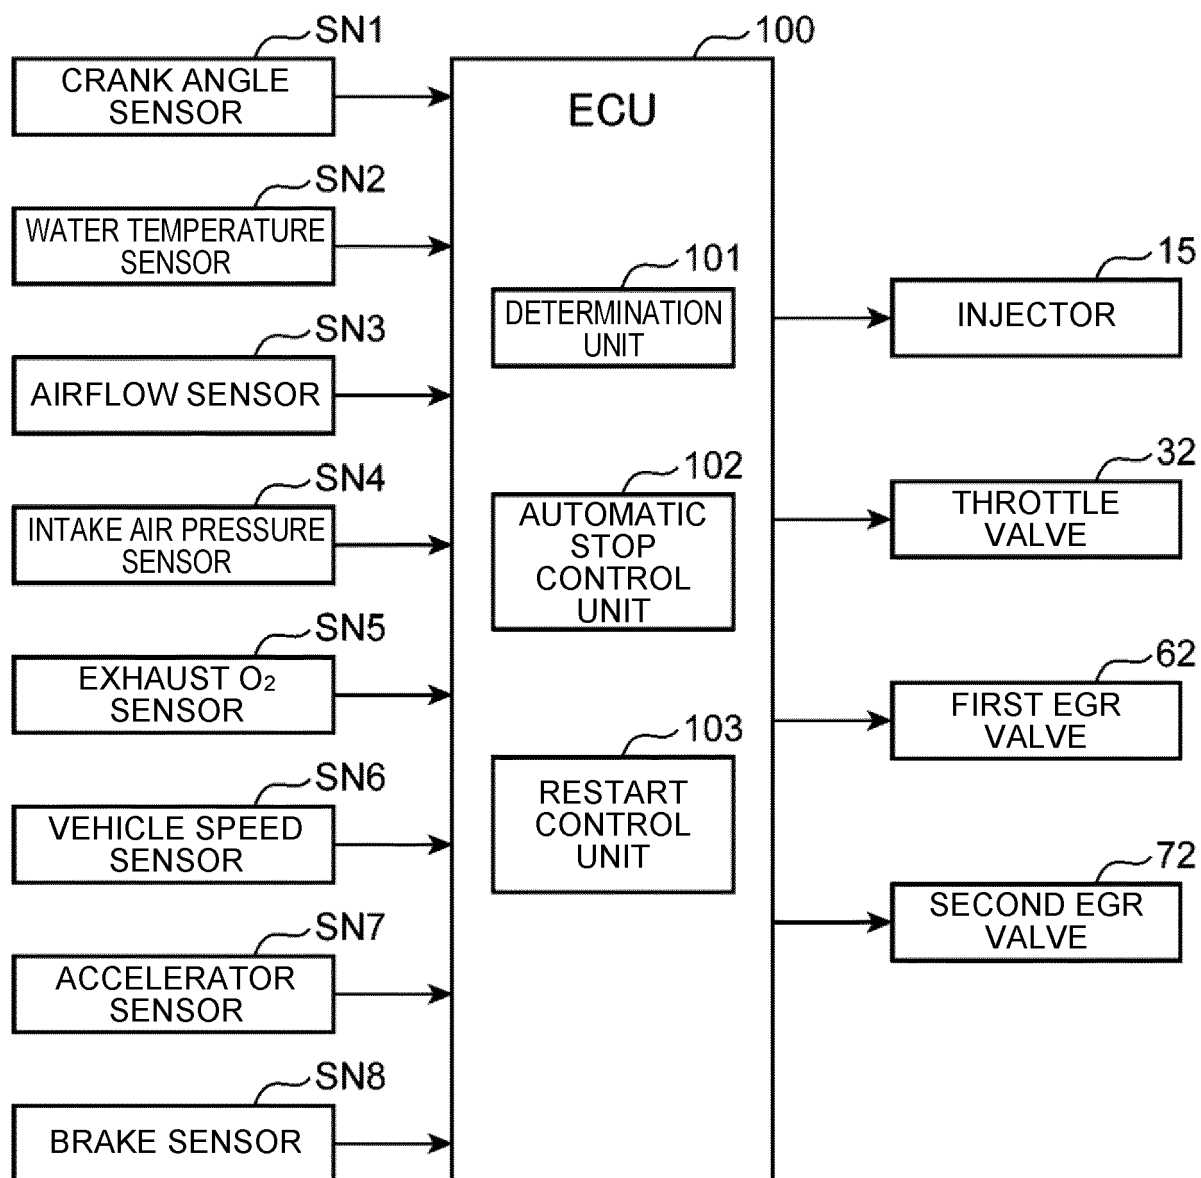 SN1
CRANK ANGLE
SENSOR
SN2
WATER TEMPERATURE
SENSOR
SN3
AIRFLOW SENSOR
SN4
INTAKE AIR PRESSURE
SENSOR
SN5
EXHAUST O₂
SENSOR
SN6
VEHICLE SPEED
SENSOR
SN7
ACCELERATOR
SENSOR
SN8
BRAKE SENSOR
100
ECU
101
DETERMINATION
UNIT
102
AUTOMATIC
STOP
CONTROL
UNIT
103
RESTART
CONTROL
UNIT
15
INJECTOR
32
THROTTLE
VALVE
62
FIRST EGR
VALVE
72
SECOND EGR
VALVE